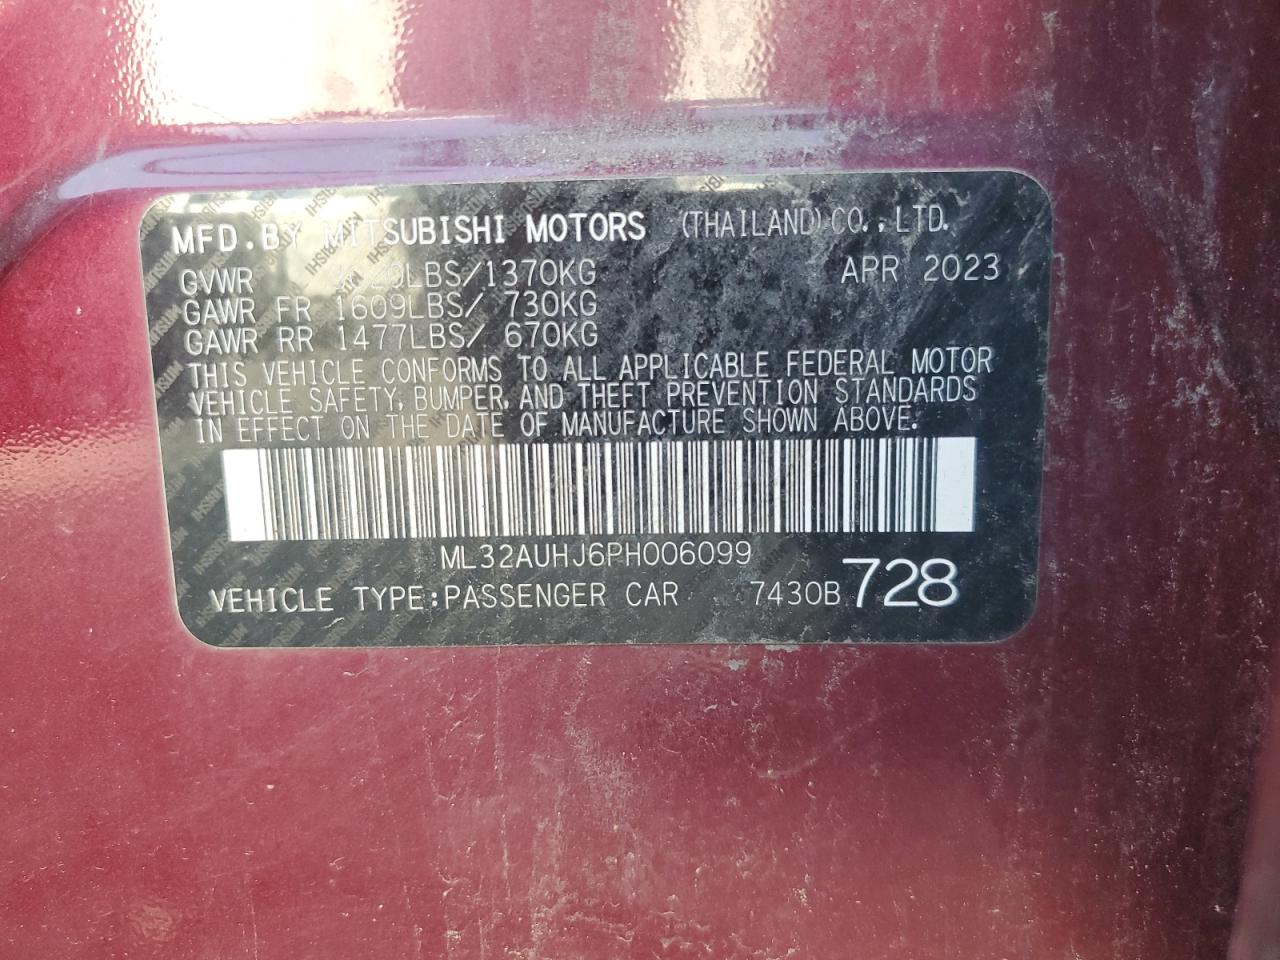 MFD.BY MITSUBISHI MOTORS (THAILAND) CO.,LTD.
GVWR /1370KG APR 2023
GAWR FR 1609LBS/ 730KG
GAWR RR 1477LBS/ 670KG
THIS VEHICLE CONFORMS TO ALL APPLICABLE FEDERAL MOTOR
VEHICLE SAFETY, BUMPER, AND THEFT PREVENTION STANDARDS
IN EFFECT ON THE DATE OF MANUFACTURE SHOWN ABOVE.
ML32AUHJ6PH006099
VEHICLE TYPE:PASSENGER CAR 7430B 728